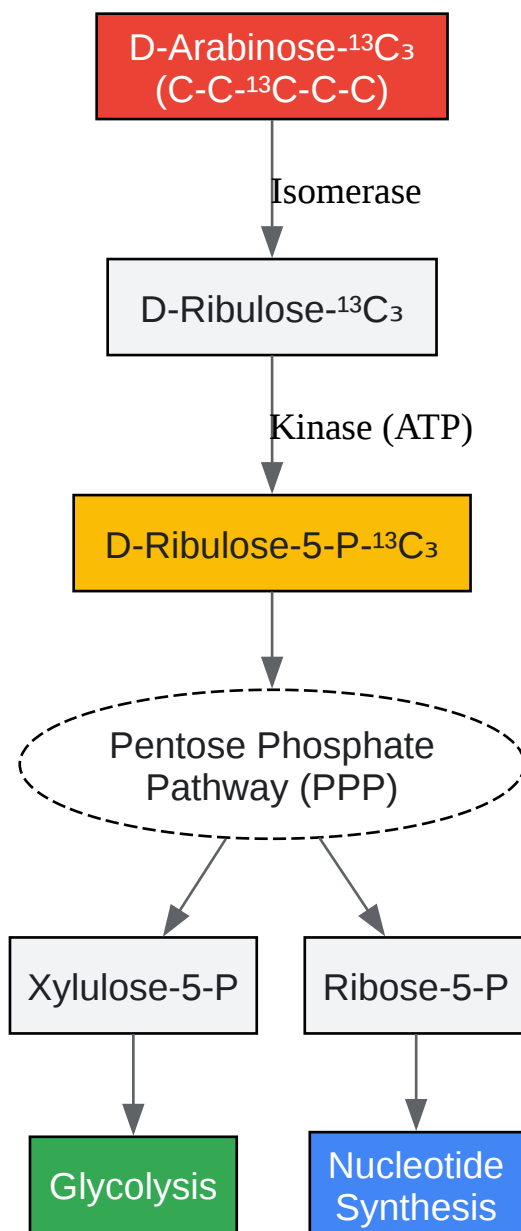 D-Arabinose-¹³C₃
(C-C-¹³C-C-C)
Isomerase
D-Ribulose-¹³C₃
Kinase (ATP)
D-Ribulose-5-P-¹³C₃
Pentose Phosphate
Pathway (PPP)
Xylulose-5-P
Ribose-5-P
Glycolysis
Nucleotide
Synthesis